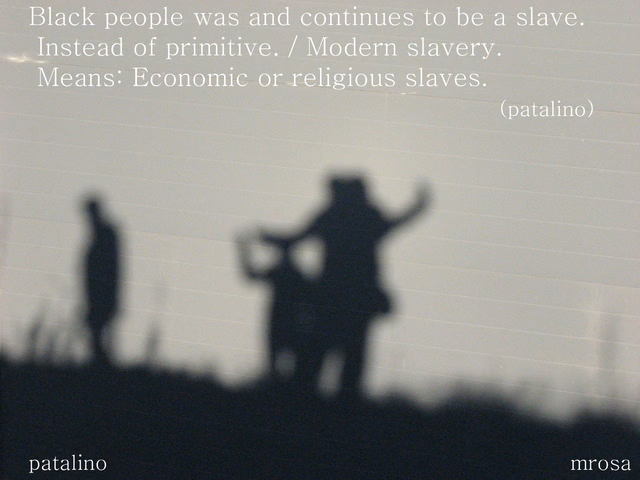 Black people was and continues to be a slave.
Instead of primitive. / Modern slavery.
Means: Economic or religious slaves.
(patalino)
patalino
mrosa